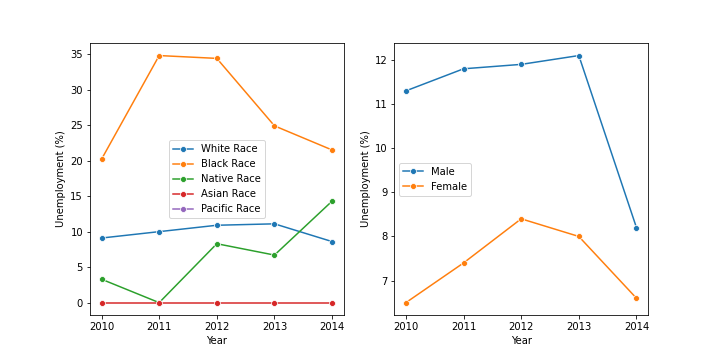 35
30
25
20
15
10
5
0
Unemployment (%)
White Race
Black Race
Native Race
Asian Race
Pacific Race
2010 2011 2012 2013 2014
Year
12
11
10
9
8
7
Unemployment (%)
Male
Female
2010 2011 2012 2013 2014
Year